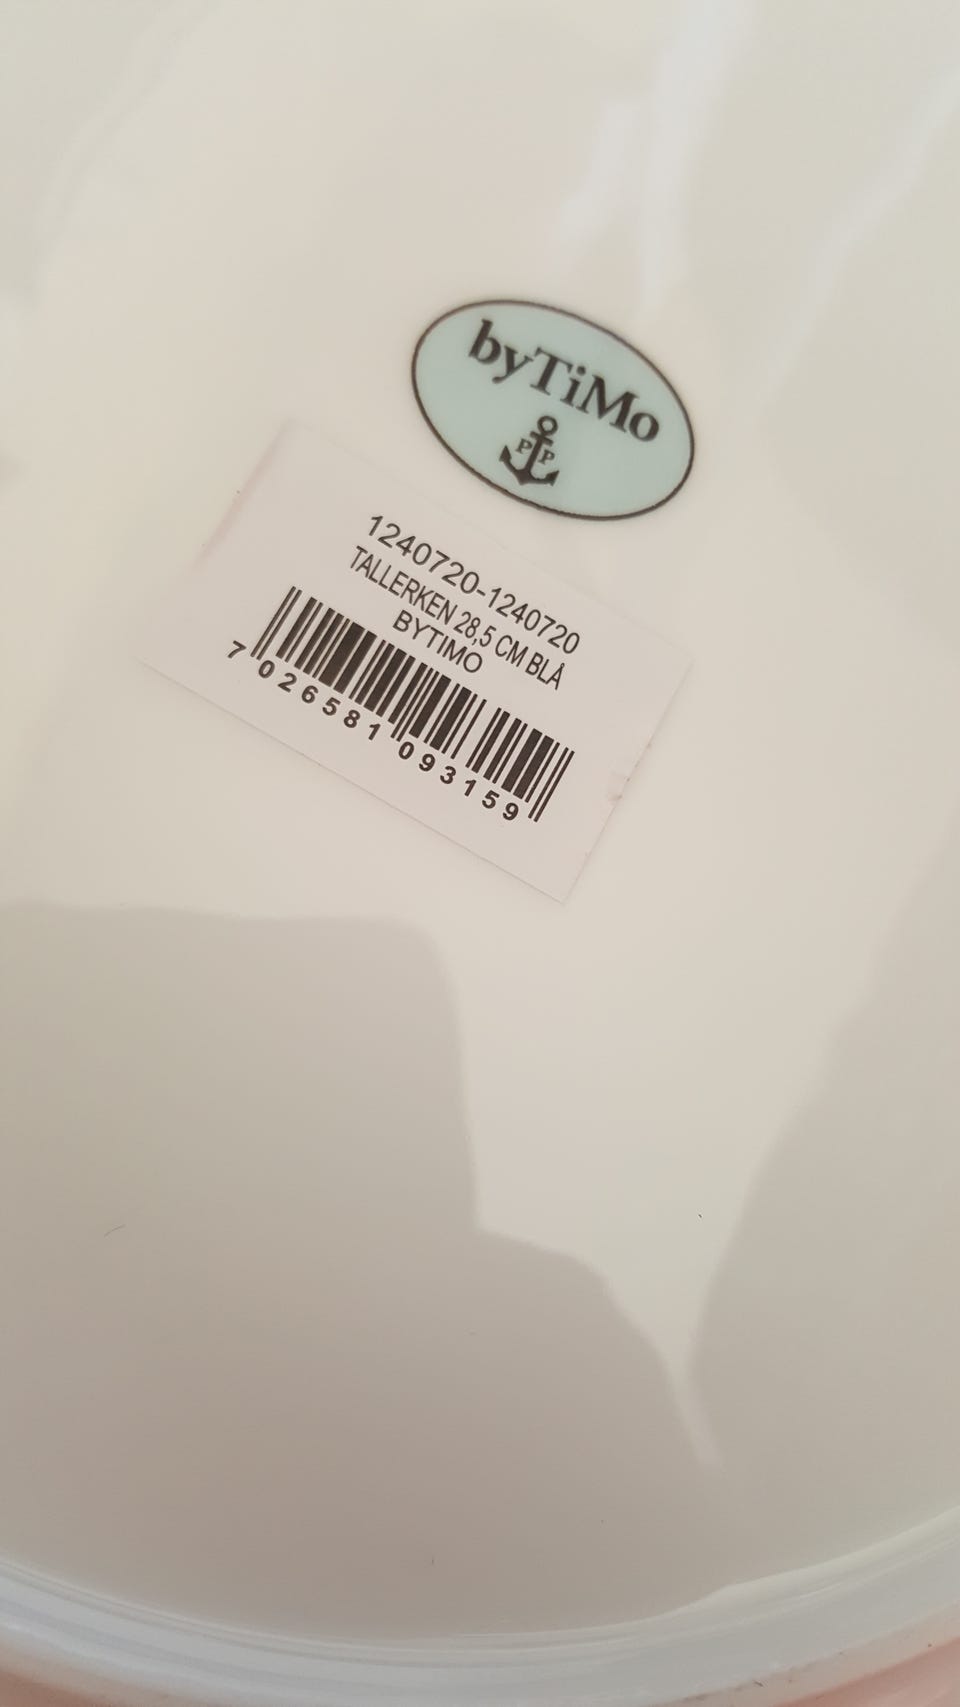 byTiMo
P P
1240720-1240720
TALLERKEN 28,5 CM BLÅ
BYTIMO
7 026581 093159